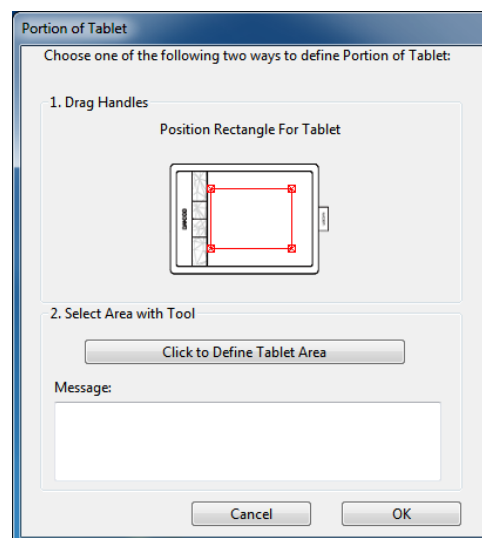 Portion of Tablet
Choose one of the following two ways to define Portion of Tablet:
1. Drag Handles
Position Rectangle For Tablet
2. Select Area with Tool
Click to Define Tablet Area
Message:
Cancel
OK